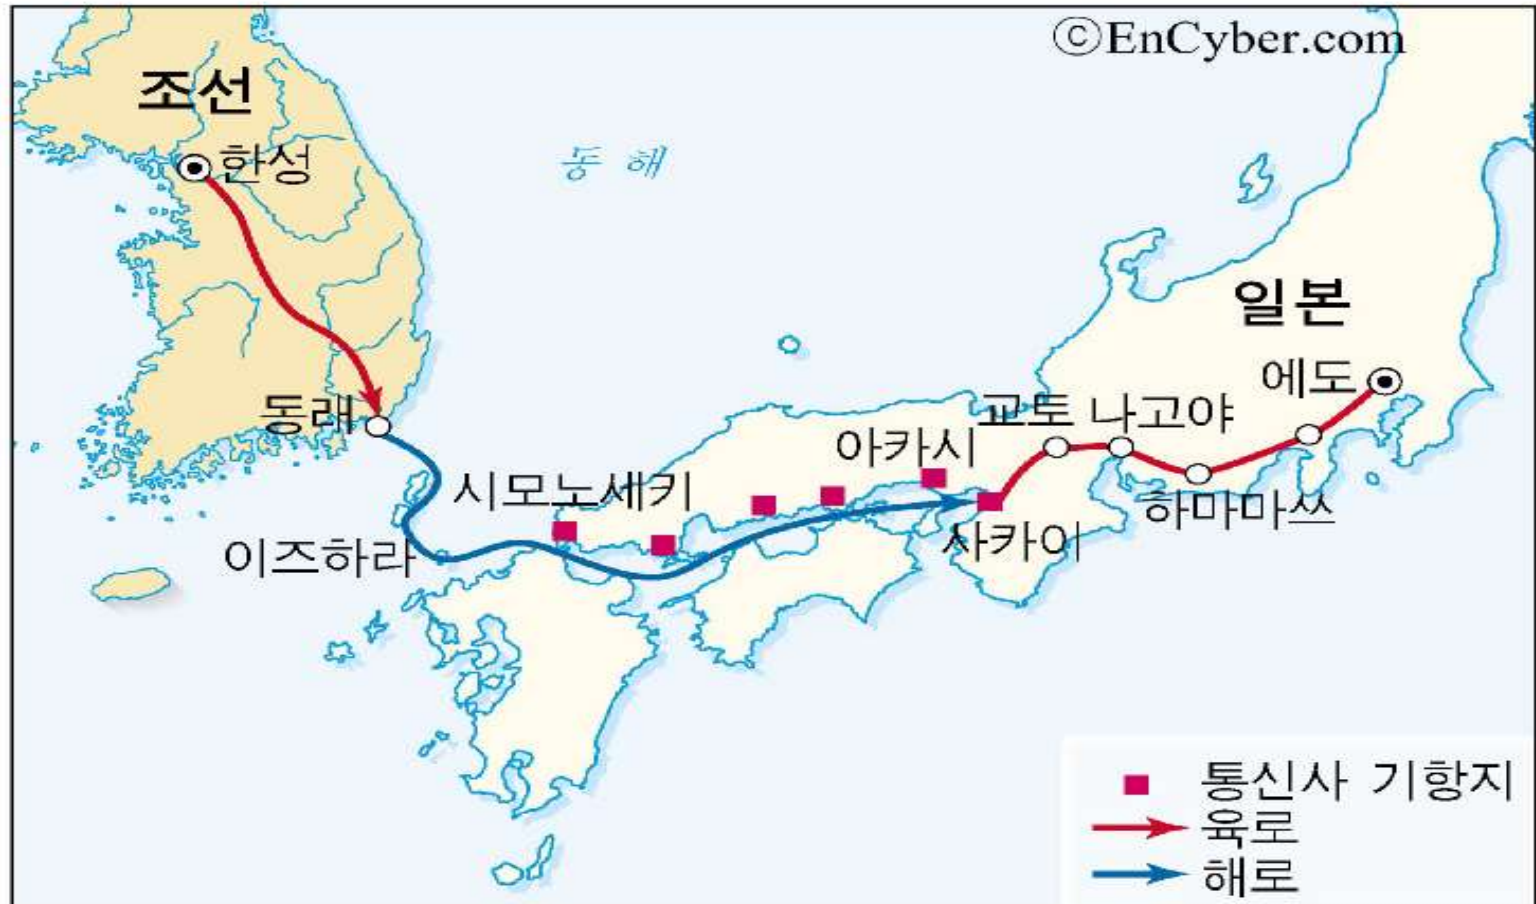 ©EnCyber.com
조선
한성
동 해
일본
에도
동래
교토 나고야
아카시
시모노세키
하마마쓰
사카이
이즈하라
통신사 기항지
육로
해로